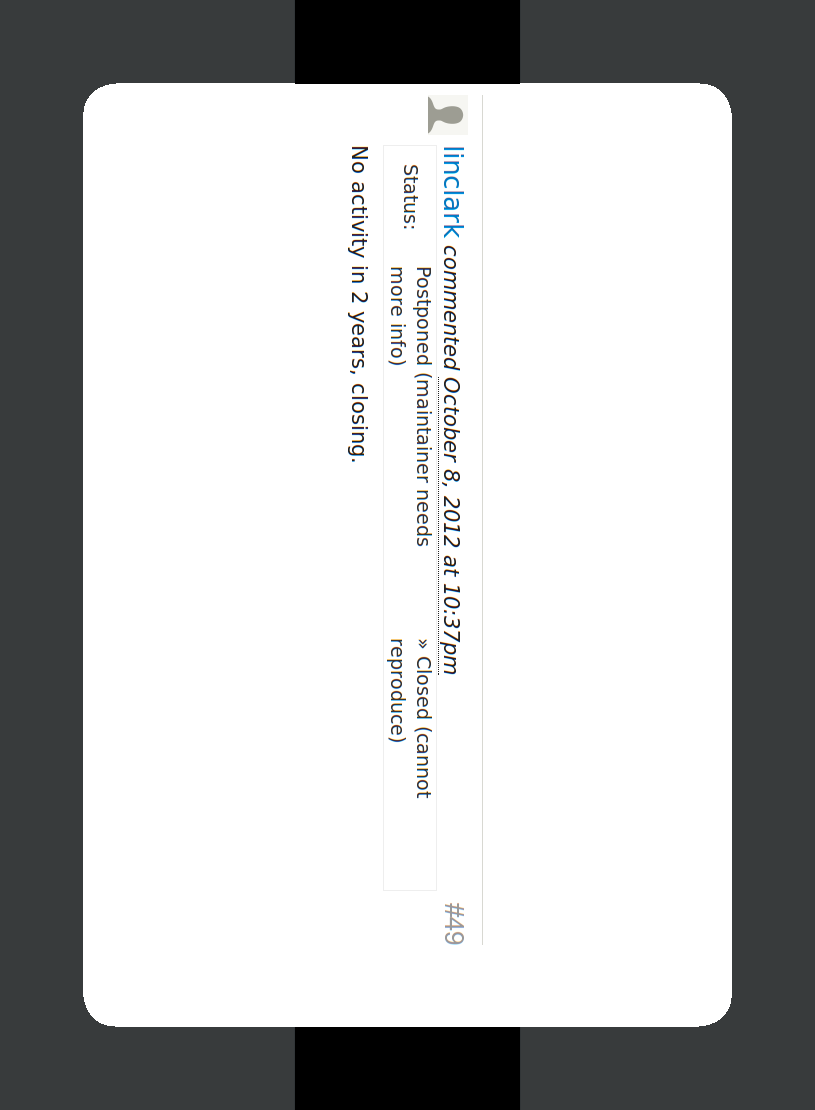 linclark commented October 8, 2012 at 10:37pm #49
Status: Postponed (maintainer needs more info) » Closed (cannot reproduce)
No activity in 2 years, closing.